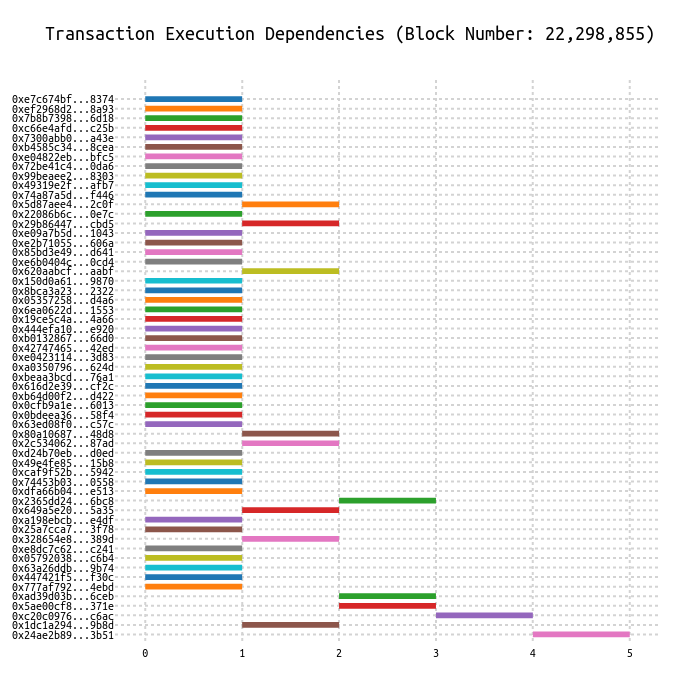 Transaction Execution Dependencies (Block Number: 22,298,855)
0xe7c674bf...8374
0xef2968d2...8a93
0x7b8b7398...6d18
0xc66e4afd...c25b
0x7300abb0...a43e
0xb4585c34...8cea
0xe04822eb...bfc5
0x72be41c4...0da6
0x99beaee2...8303
0x49319e2f...afb7
0x74a87a5d...f446
0x5d87aee4...2c0f
0x22086b6c...0e7c
0x29b86447...cbd5
0xe09a7b5d...1043
0xe2b71055...606a
0x85bd3e49...d641
0xe6b0404c...0cd4
0x620aabcf...aabf
0x150d0a61...9870
0x8bca3a23...2322
0x05357258...d4a6
0x6ea0622d...1553
0x19ce5c4a...4a66
0x444efa10...e920
0xb0132867...66d0
0x42747465...42ed
0xe0423114...3d83
0xa0350796...624d
0xbeaa3bcd...76a1
0x616d2e39...cf2c
0xb64d00f2...d422
0x0cfb9a1e...6013
0x0bdeea36...58f4
0x63ed08f0...c57c
0x80a10687...48d8
0x2c534062...87ad
0xd24b70eb...d0ed
0x49e4fe85...15b8
0xcaf9f52b...5942
0x74453b03...0558
0xdfa66b04...e513
0x2365dd24...6bc8
0x649a5e20...5a35
0xa198ebcb...e4df
0x25a7cca7...3f78
0x328654e8...389d
0xe8dc7c62...c241
0x05792038...c6b4
0x63a26ddb...9b74
0x447421f5...f30c
0x777af792...4ebd
0xad39d03b...6ceb
0x5ae00cf8...371e
0xc20c0976...c6ac
0x1dc1a294...9b8d
0x24ae2b89...3b51
0 1 2 3 4 5